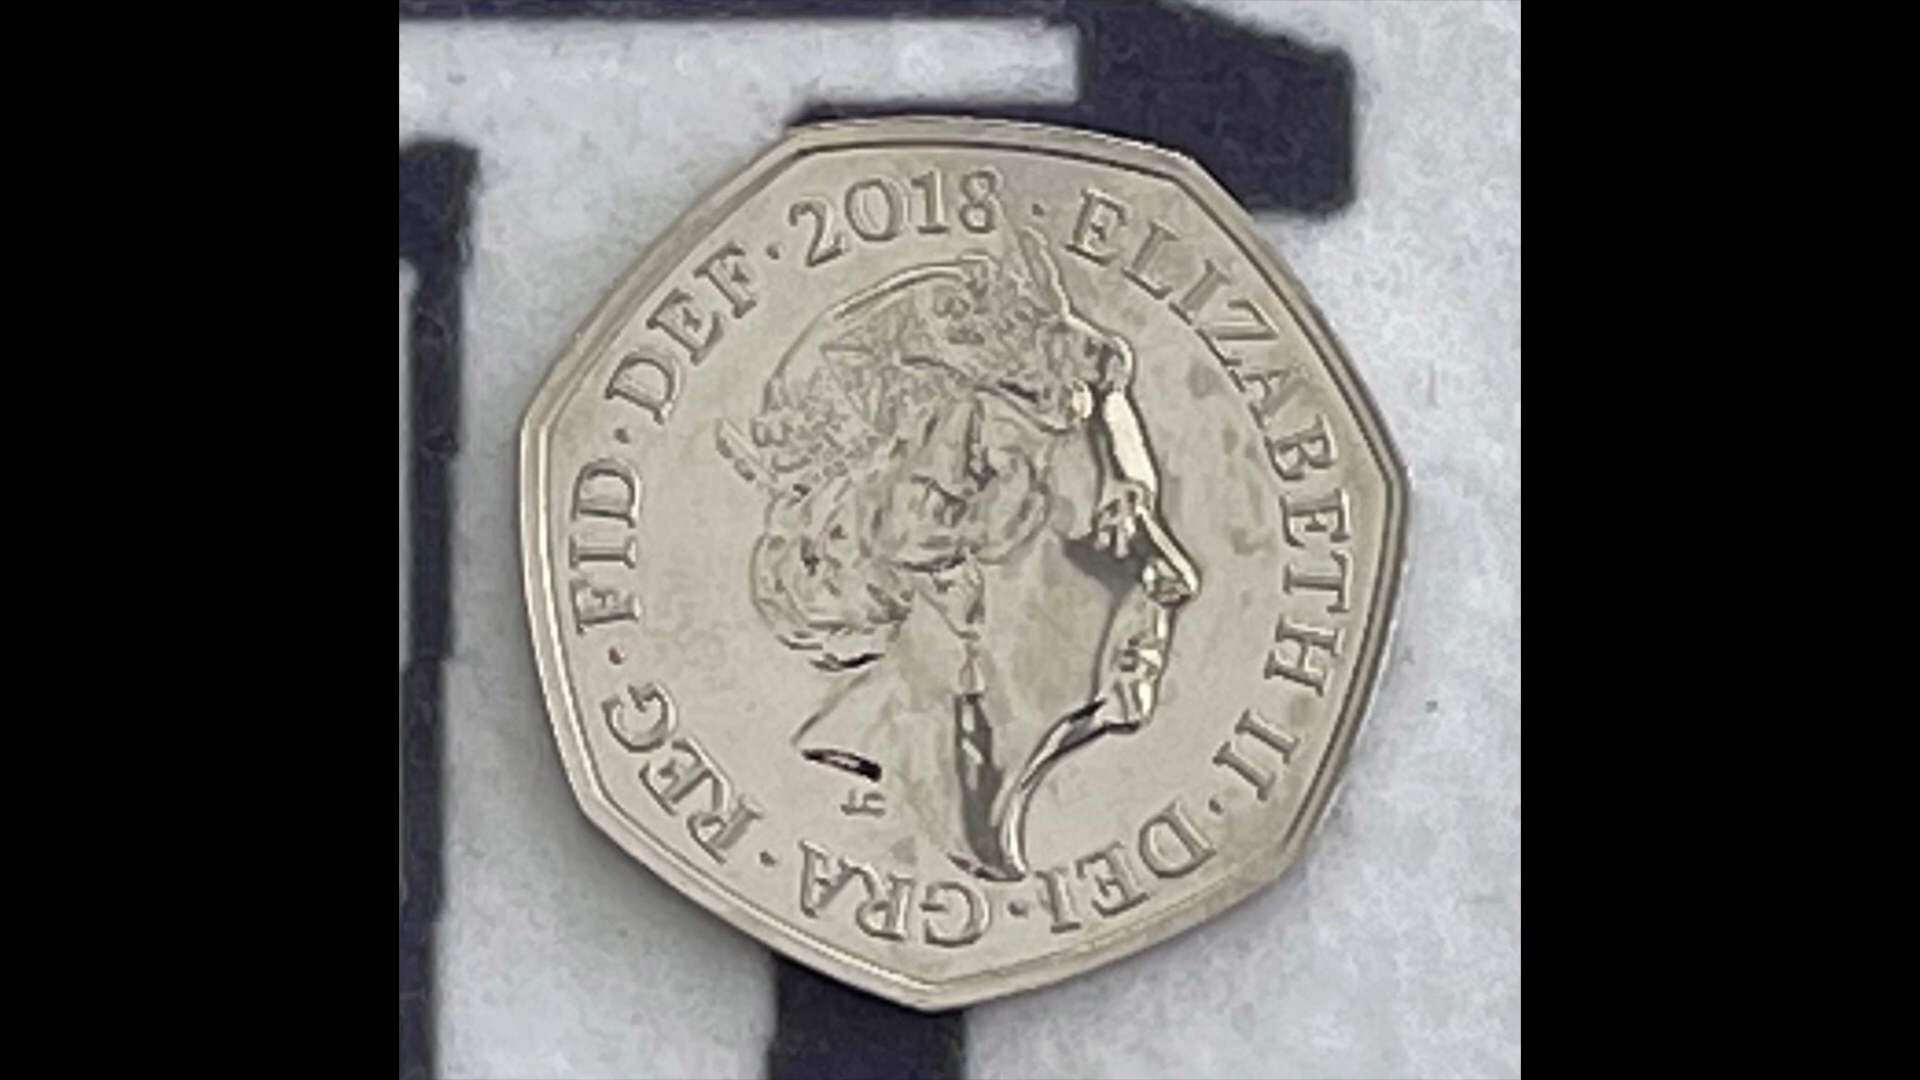 ELIZABETH II · DEI · GRA · REG · FID · DEF · 2018 ·